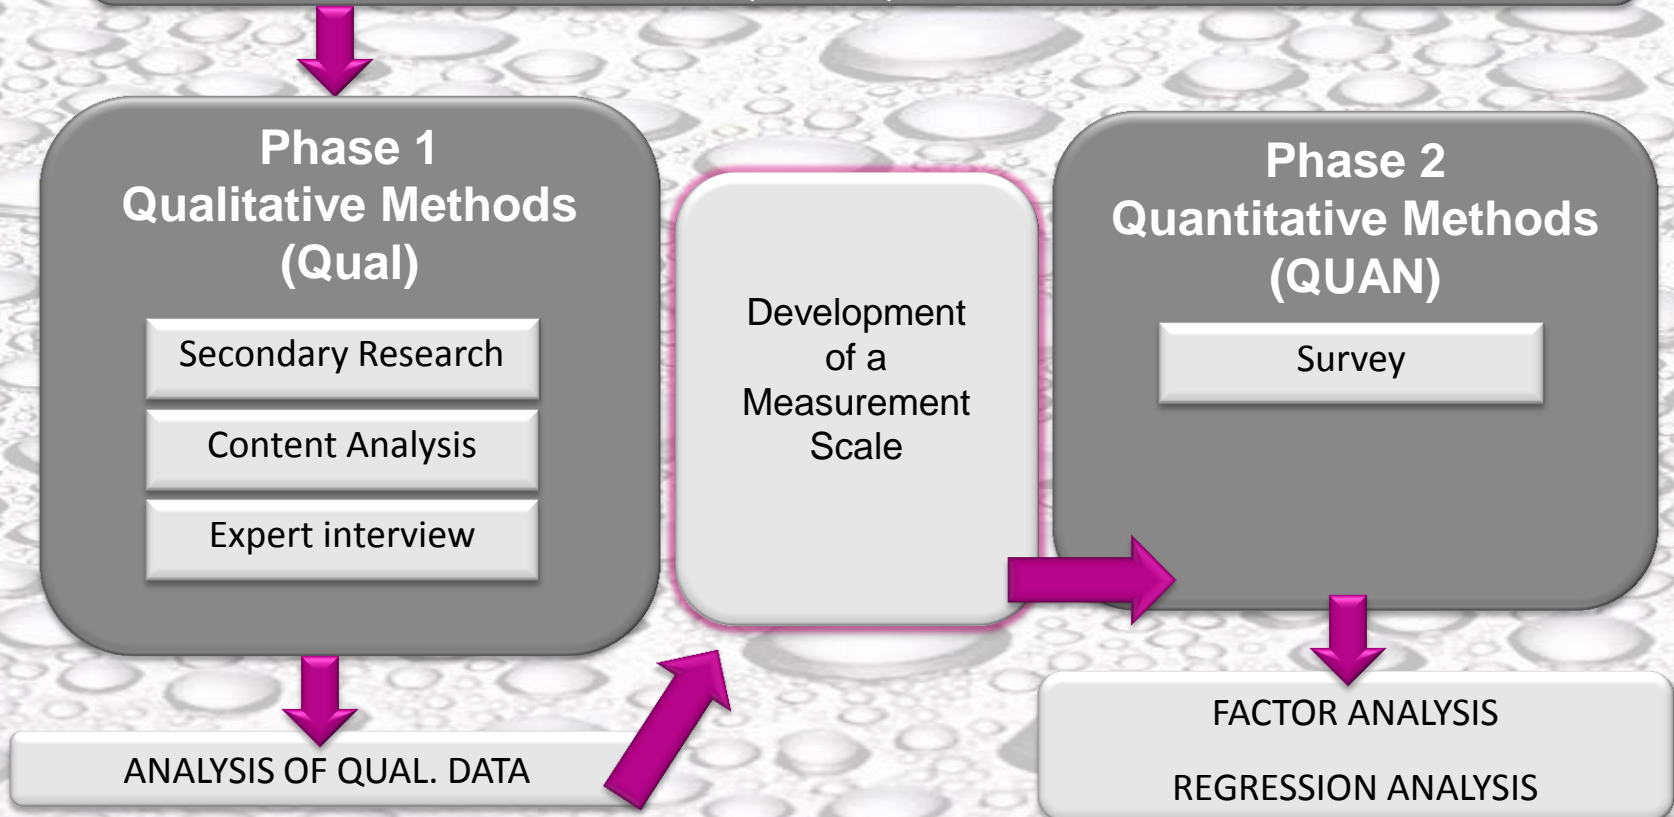 Phase 1
Qualitative Methods
(Qual)
Secondary Research
Content Analysis
Expert interview
ANALYSIS OF QUAL. DATA
Development
of a
Measurement
Scale
Phase 2
Quantitative Methods
(QUAN)
Survey
FACTOR ANALYSIS
REGRESSION ANALYSIS